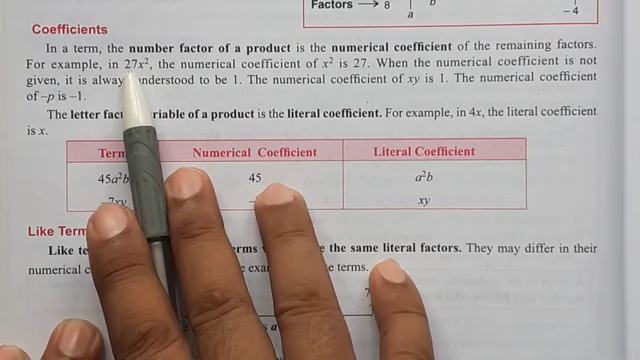 Factors → 8 a b
−4
Coefficients
In a term, the number factor of a product is the numerical coefficient of the remaining factors.
For example, in 27x², the numerical coefficient of x² is 27. When the numerical coefficient is not
given, it is always understood to be 1. The numerical coefficient of xy is 1. The numerical coefficient
of –p is –1.
The letter variable of a product is the literal coefficient. For example, in 4x, the literal coefficient
is x.
Term Numerical Coefficient Literal Coefficient
45a²b 45 a²b
–7xy xy
Like Term
Like te rms the same literal factors. They may differ in their
numerical exa terms.